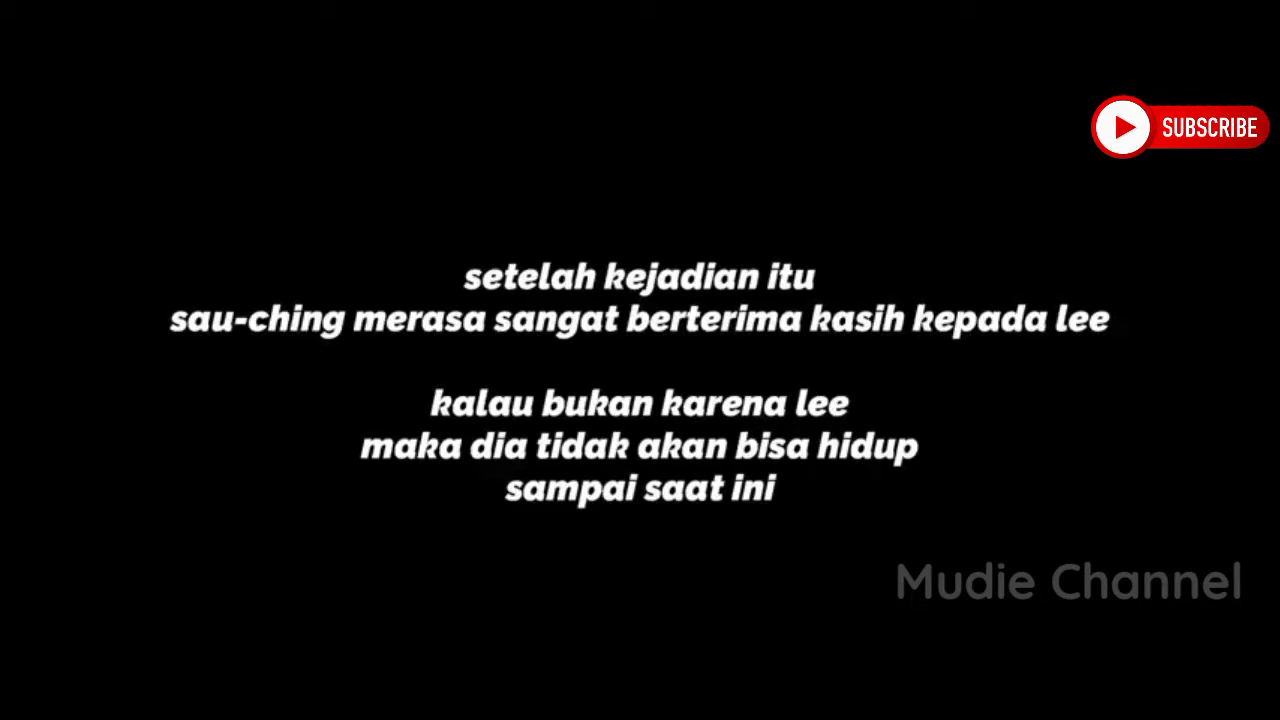 SUBSCRIBE
setelah kejadian itu
sau-ching merasa sangat berterima kasih kepada lee
kalau bukan karena lee
maka dia tidak akan bisa hidup
sampai saat ini
Mudie Channel